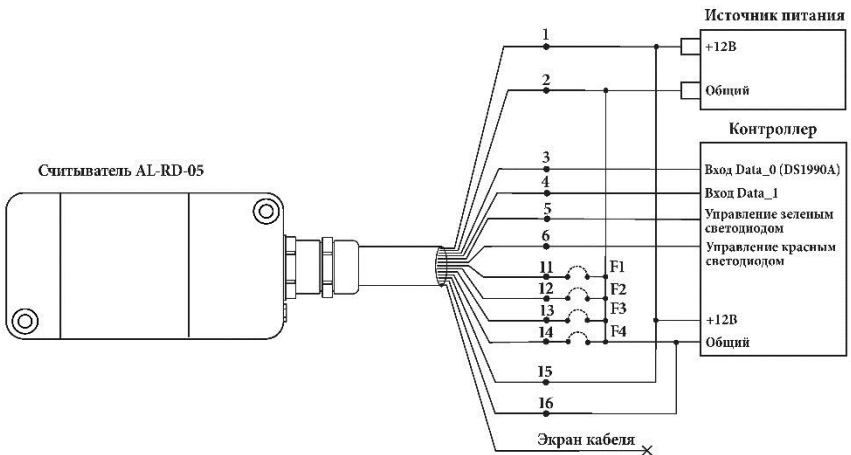 Источник питания
1
+12В
2
Общий
Контроллер
Считыватель AL-RD-05
3
Вход Data_0 (DS1990A)
4
Вход Data_1
5
Управление зеленым
светодиодом
6
Управление красным
светодиодом
11
F1
12
F2
13
F3
14
F4
+12В
Общий
15
16
Экран кабеля